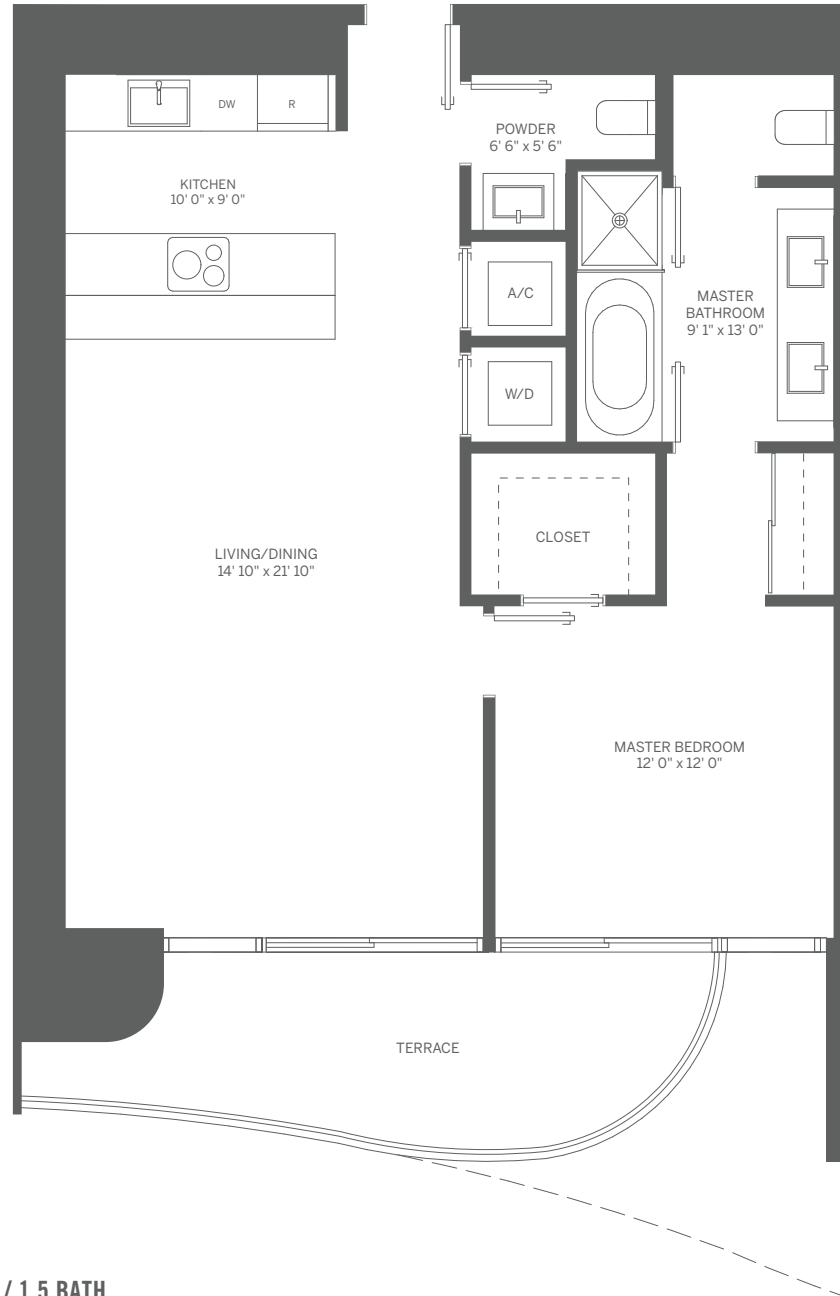 DW
R
POWDER
6' 6" x 5' 6"
KITCHEN
10' 0" x 9' 0"
A/C
MASTER
BATHROOM
9' 1" x 13' 0"
W/D
CLOSET
LIVING/DINING
14' 10" x 21' 10"
MASTER BEDROOM
12' 0" x 12' 0"
TERRACE
/ 1.5 BATH